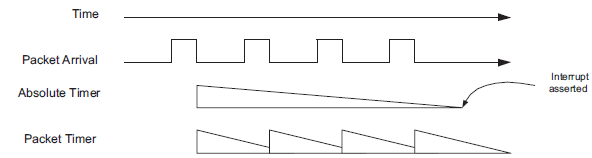 Time
Packet Arrival
Absolute Timer
Interrupt
asserted
Packet Timer